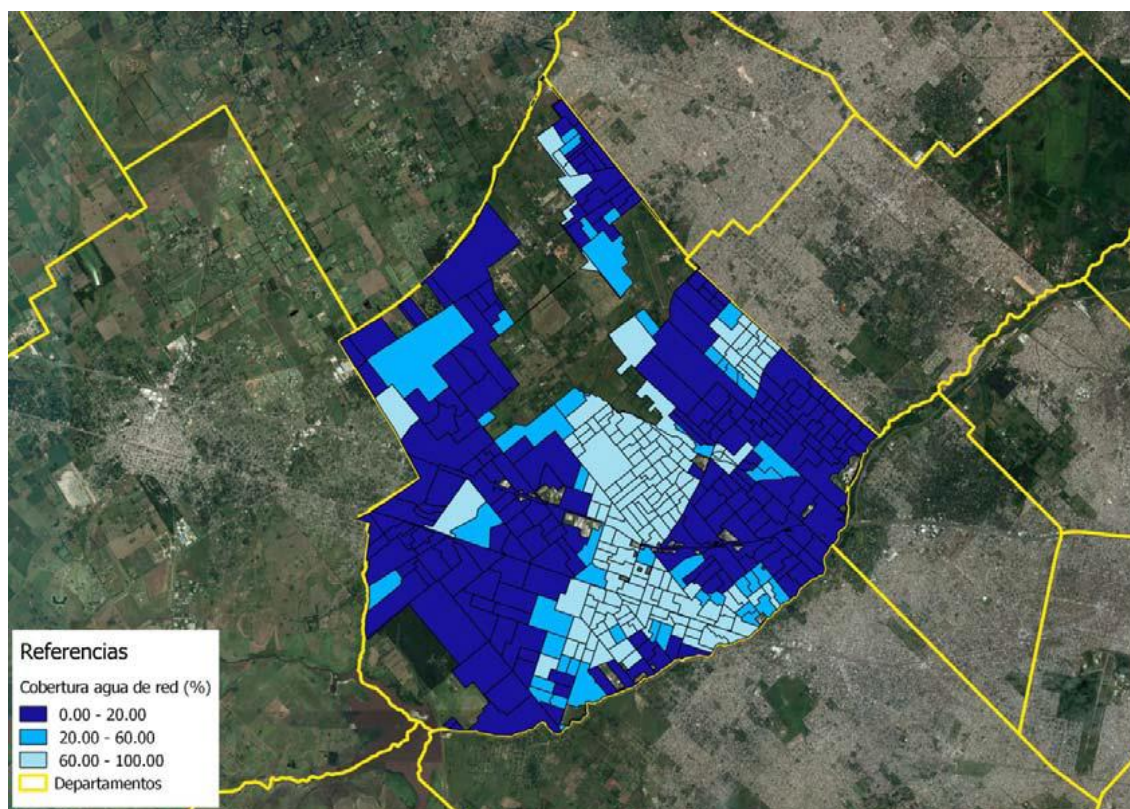 Referencias
Cobertura agua de red (%)
0.00 - 20.00
20.00 - 60.00
60.00 - 100.00
Departamentos